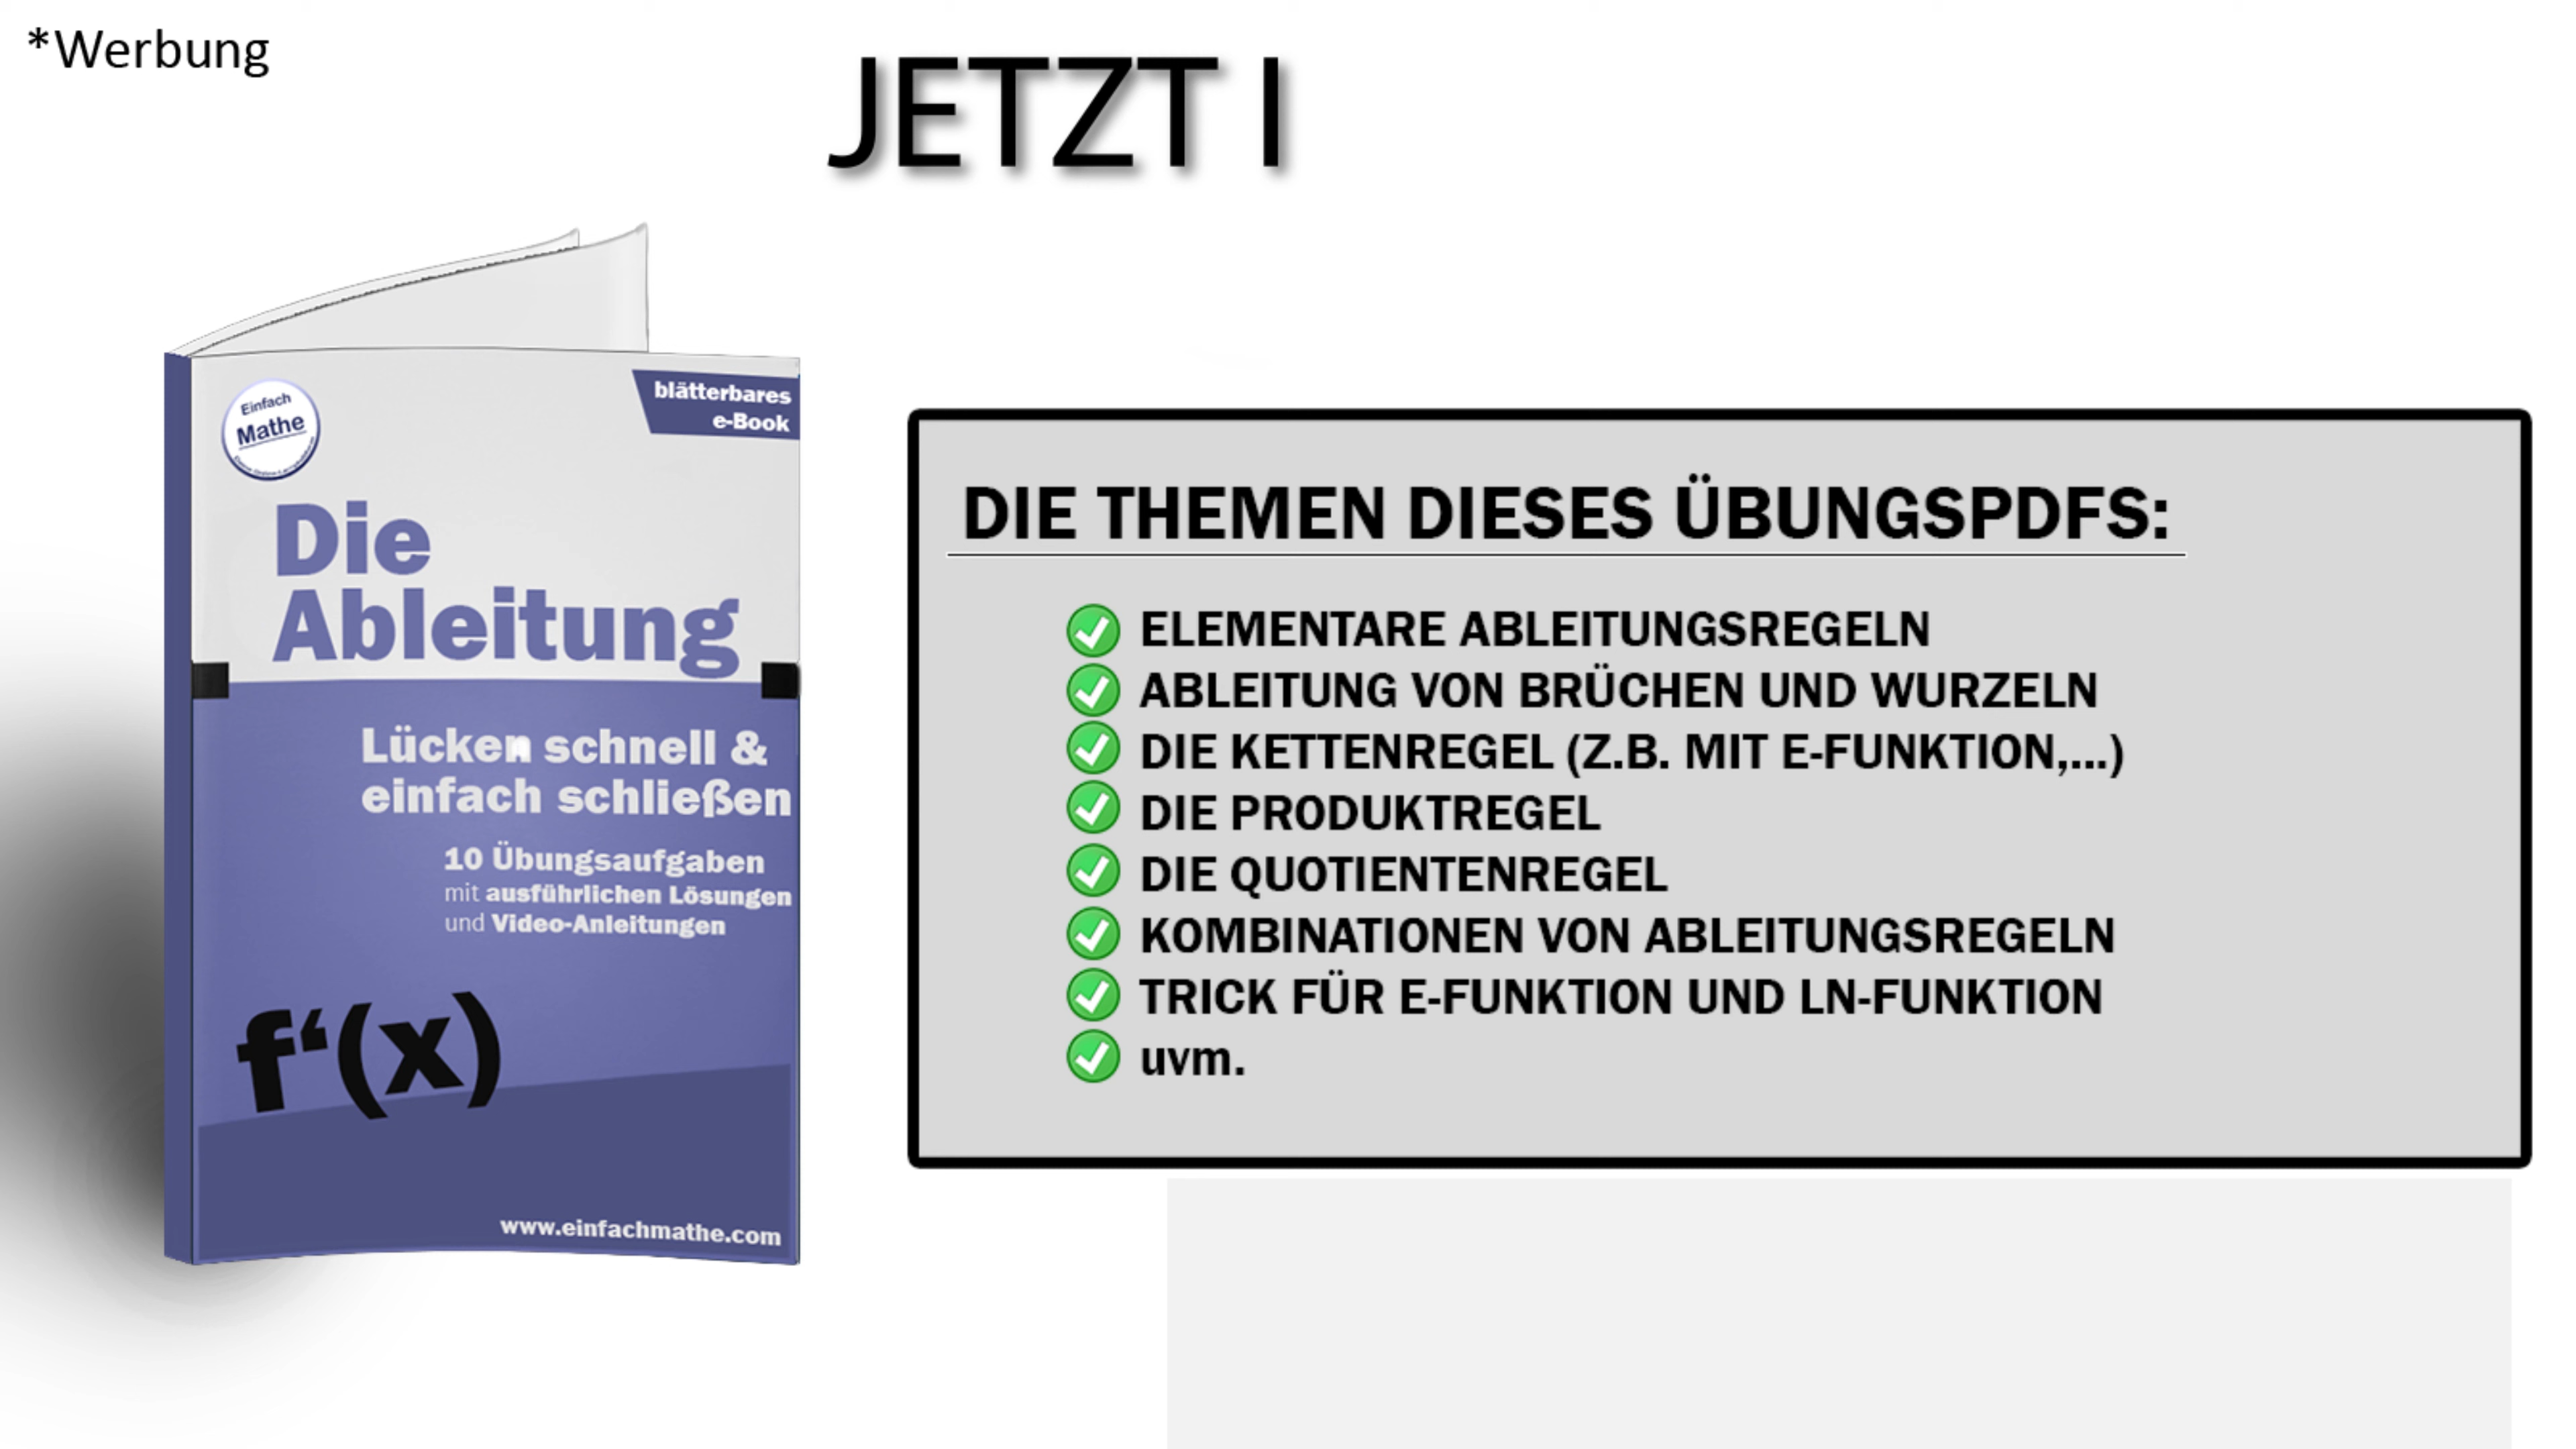 *Werbung
JETZT I
Einfach
Mathe
blätterbares
e-Book
Die
Ableitung
Lücken schnell &
einfach schließen
10 Übungsaufgaben
mit ausführlichen Lösungen
und Video-Anleitungen
f‘(x)
www.einfachmathe.com
DIE THEMEN DIESES ÜBUNGSPDFS:
ELEMENTARE ABLEITUNGSREGELN
ABLEITUNG VON BRÜCHEN UND WURZELN
DIE KETTENREGEL (Z.B. MIT E-FUNKTION,...)
DIE PRODUKTREGEL
DIE QUOTIENTENREGEL
KOMBINATIONEN VON ABLEITUNGSREGELN
TRICK FÜR E-FUNKTION UND LN-FUNKTION
uvm.